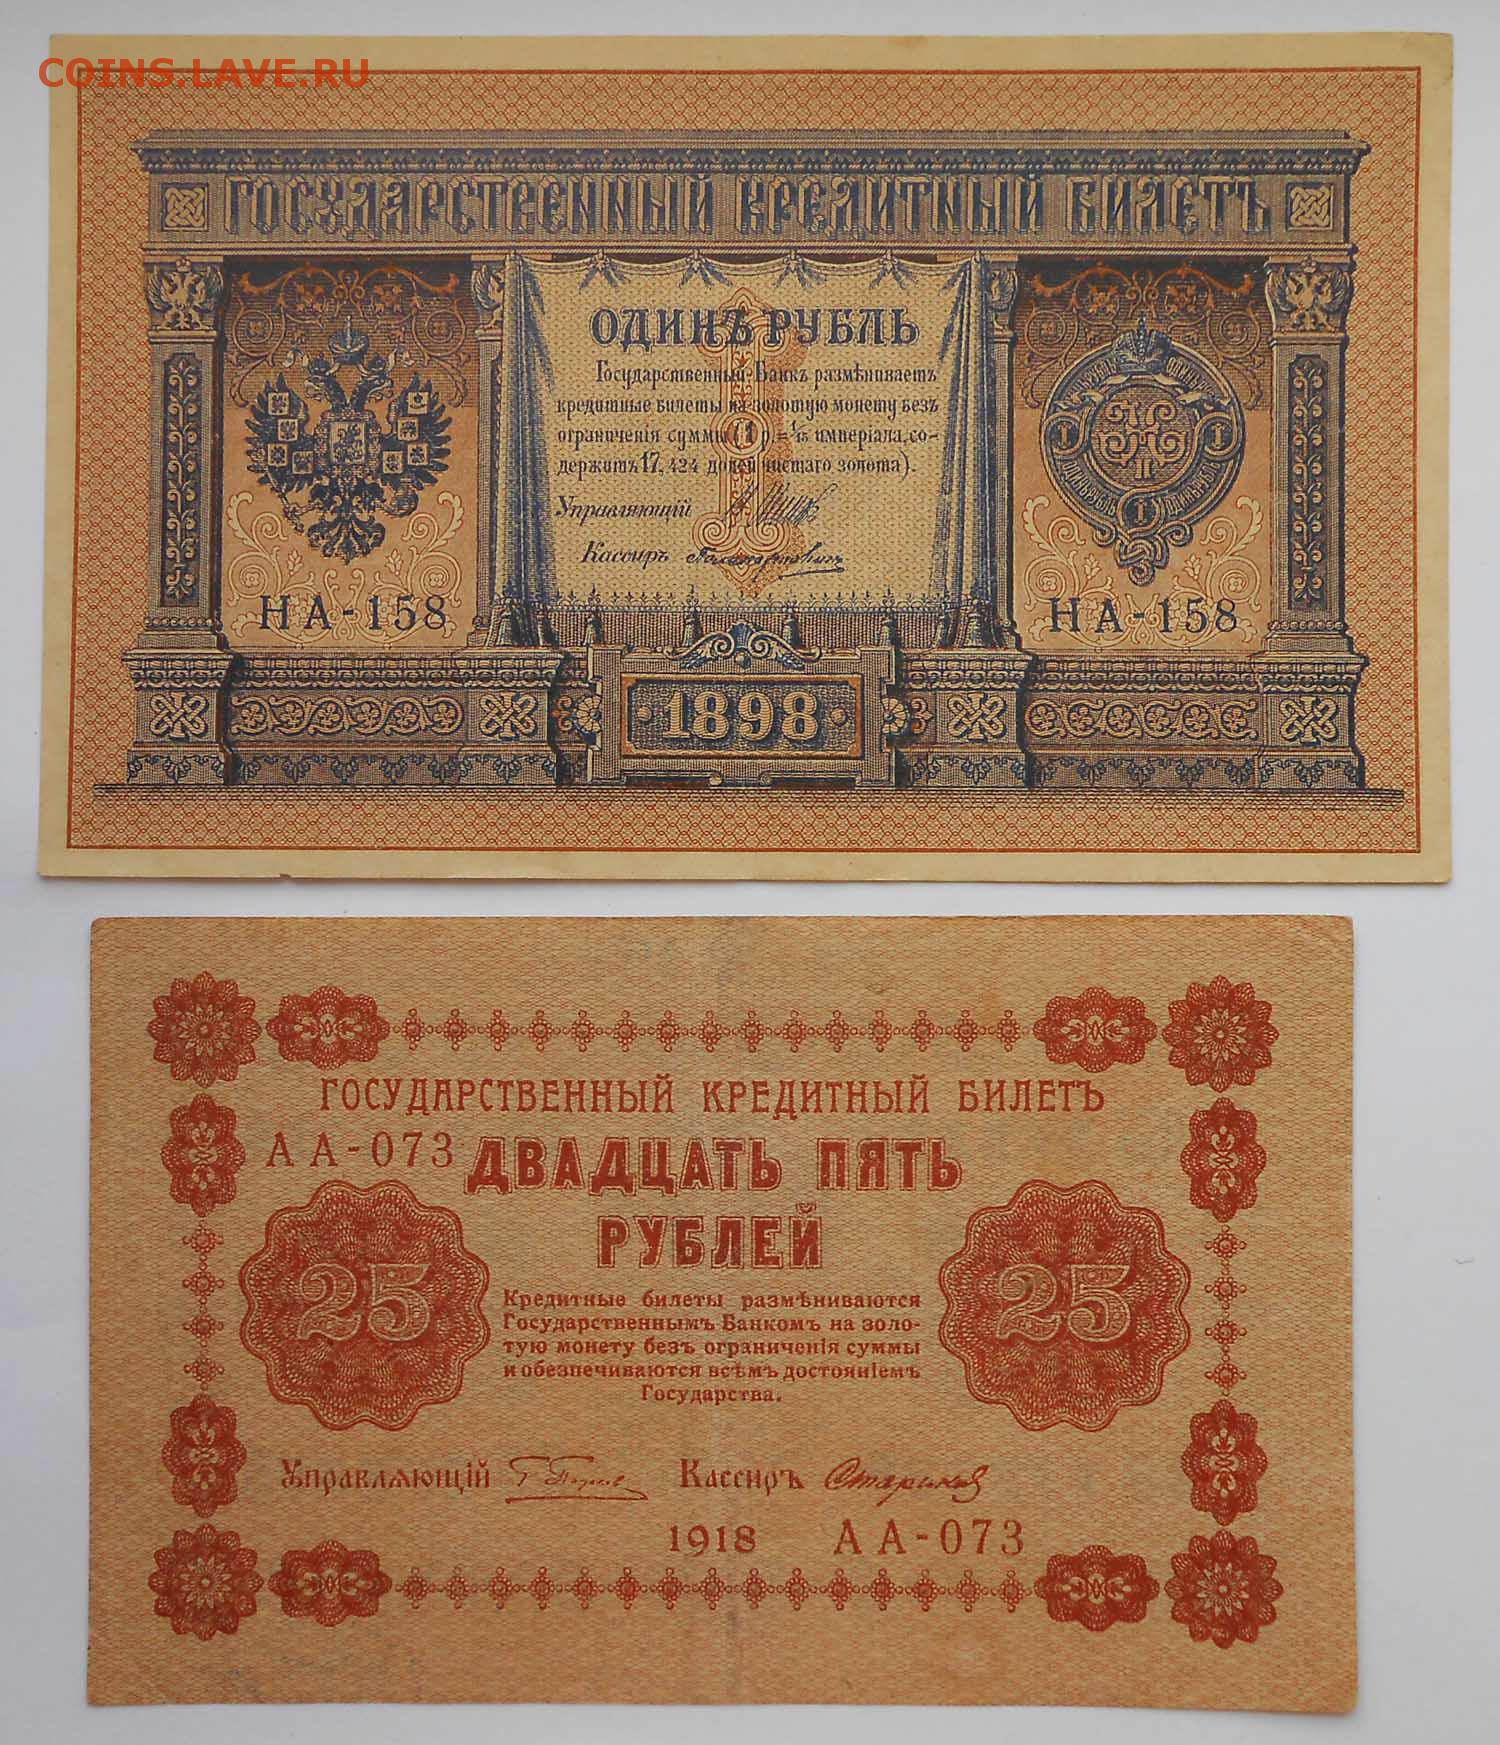 COINS.LAVE.RU
ГОСУДАРСТВЕННЫЙ КРЕДИТНЫЙ БИЛЕТЪ
ОДИНЪ РУБЛЬ
Государственный Банкъ размѣниваетъ
кредитные билеты на золотую монету безъ
ограниченія суммы (1 р. = 1/15 имперіала, со-
держитъ 17,424 долей чистаго золота).
Управляющій
Кассиръ
НА-158
НА-158
1898
ГОСУДАРСТВЕННЫЙ КРЕДИТНЫЙ БИЛЕТЪ
АА-073
ДВАДЦАТЬ ПЯТЬ
РУБЛЕЙ
25
25
Кредитные билеты размѣниваются
Государственнымъ Банкомъ на золо-
тую монету безъ ограниченія суммы
и обезпечиваются всѣмъ достояніемъ
Государства.
Управляющій Кассиръ
1918 АА-073